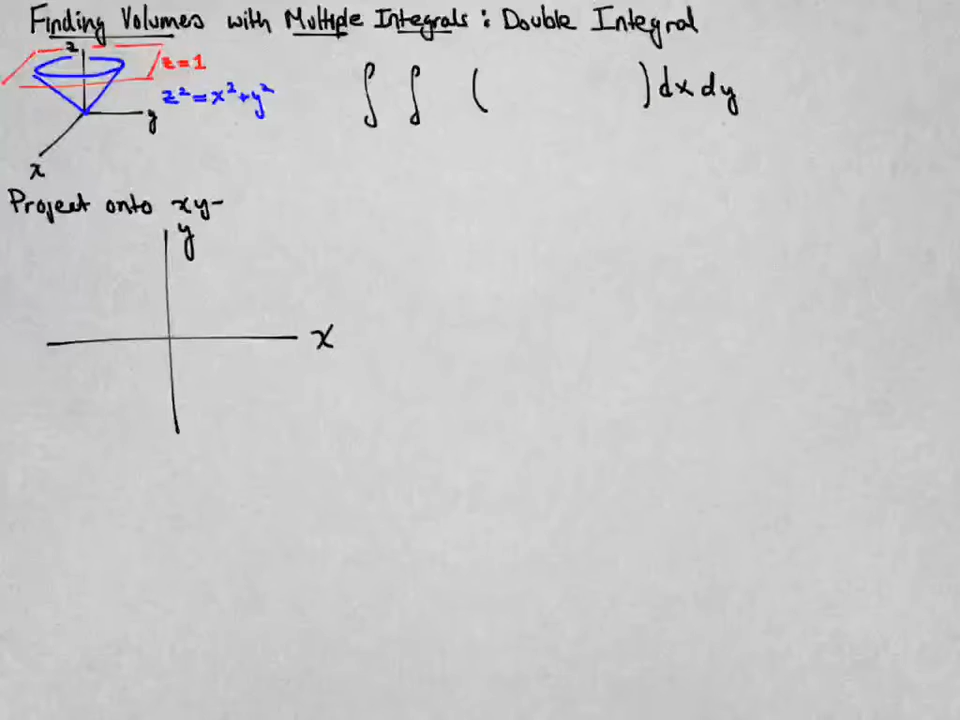 Finding Volumes with Multiple Integrals : Double Integral
z
z=1
∫ ∫ ( ) dx dy
z² = x² + y²
y
x
Project onto xy-
y
x